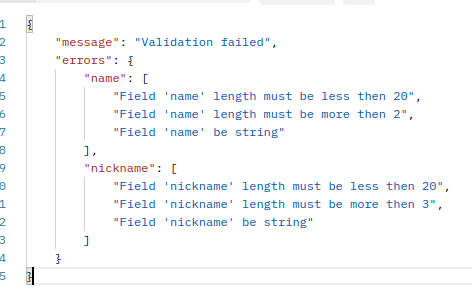 1 {
2 "message": "Validation failed",
3 "errors": {
4 "name": [
5 "Field 'name' length must be less then 20",
6 "Field 'name' length must be more then 2",
7 "Field 'name' be string"
8 ],
9 "nickname": [
0 "Field 'nickname' length must be less then 20",
1 "Field 'nickname' length must be more then 3",
2 "Field 'nickname' be string"
3 ]
4 }
5 }